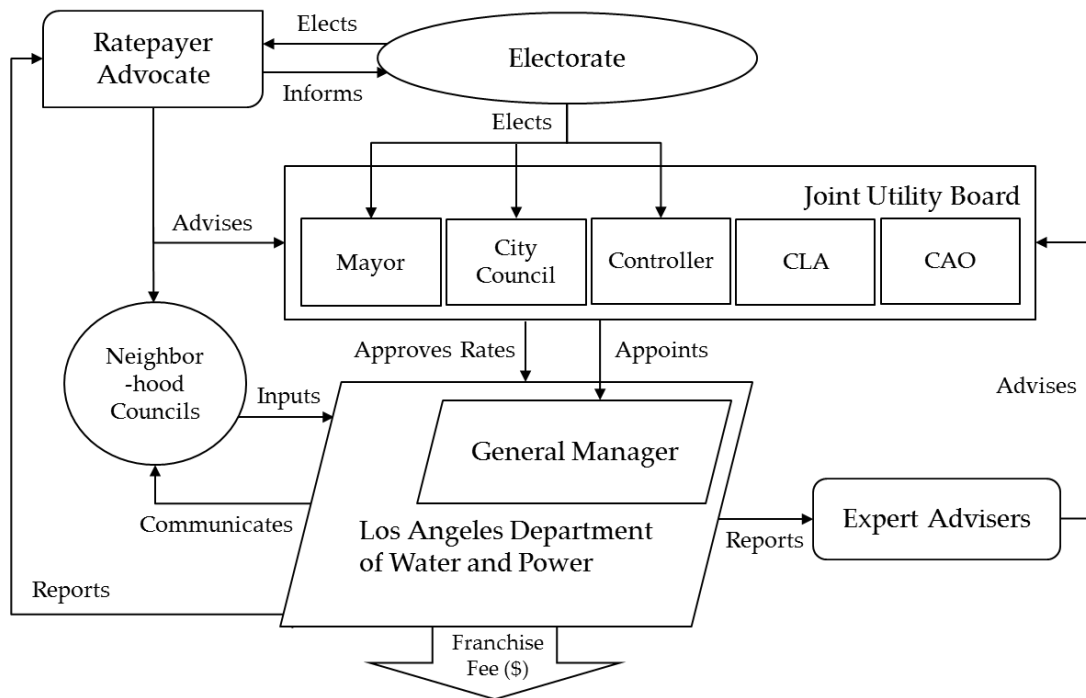 Elects
Ratepayer
Advocate
Electorate
Informs
Elects
Joint Utility Board
Advises
Mayor
City
Council
Controller
CLA
CAO
Approves Rates
Appoints
Neighbor
-hood
Councils
Inputs
Advises
General Manager
Communicates
Los Angeles Department
of Water and Power
Reports
Expert Advisers
Reports
Franchise
Fee ($)